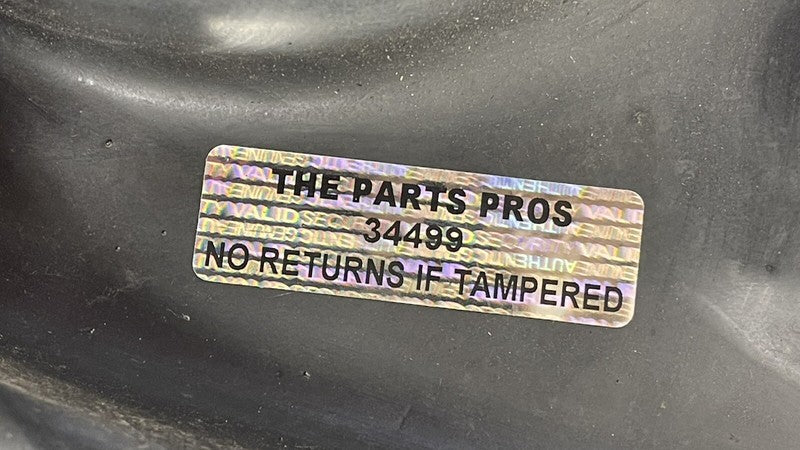 THE PARTS PROS
34499
NO RETURNS IF TAMPERED